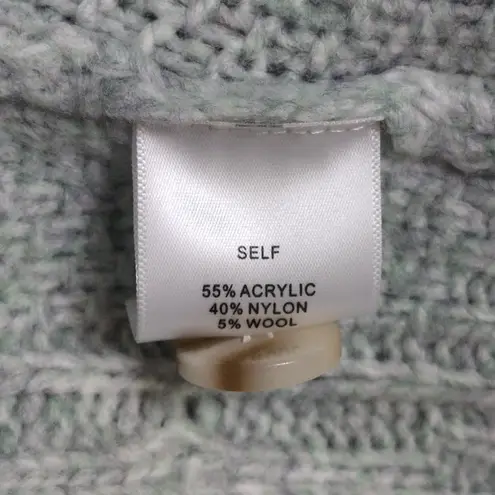 SELF
55% ACRYLIC
40% NYLON
5% WOOL